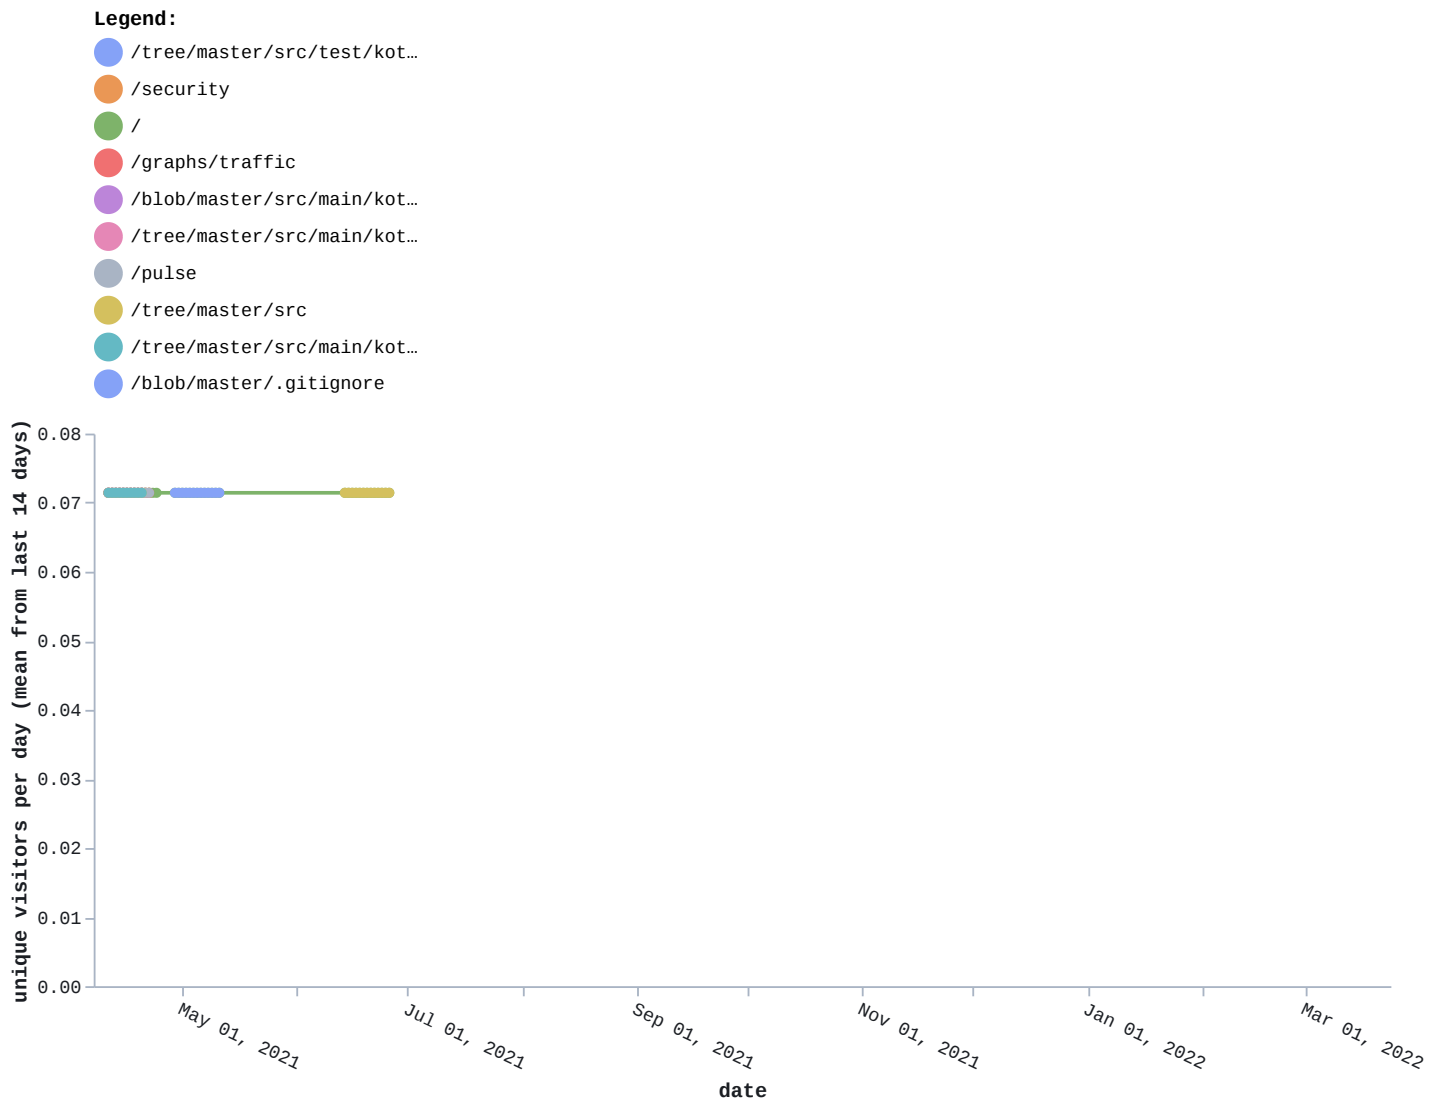 Legend:
/tree/master/src/test/kot…
/security
/
/graphs/traffic
/blob/master/src/main/kot…
/tree/master/src/main/kot…
/pulse
/tree/master/src
/tree/master/src/main/kot…
/blob/master/.gitignore
unique visitors per day (mean from last 14 days)
0.08
0.07
0.06
0.05
0.04
0.03
0.02
0.01
0.00
May 01, 2021
Jul 01, 2021
Sep 01, 2021
Nov 01, 2021
Jan 01, 2022
Mar 01, 2022
date